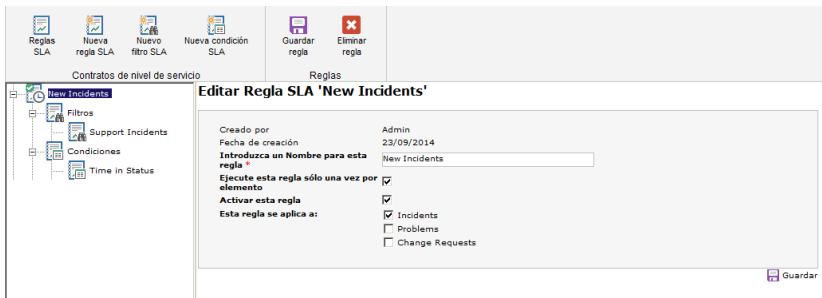 Reglas SLA
Nueva regla SLA
Nuevo filtro SLA
Nueva condición SLA
Guardar regla
Eliminar regla
Contratos de nivel de servicio
Reglas
New Incidents
Filtros
Support Incidents
Condiciones
Time in Status
Editar Regla SLA 'New Incidents'
Creado por
Admin
Fecha de creación
23/09/2014
Introduzca un Nombre para esta
regla *
New Incidents
Ejecute esta regla sólo una vez por
elemento
Activar esta regla
Esta regla se aplica a:
Incidents
Problems
Change Requests
Guardar